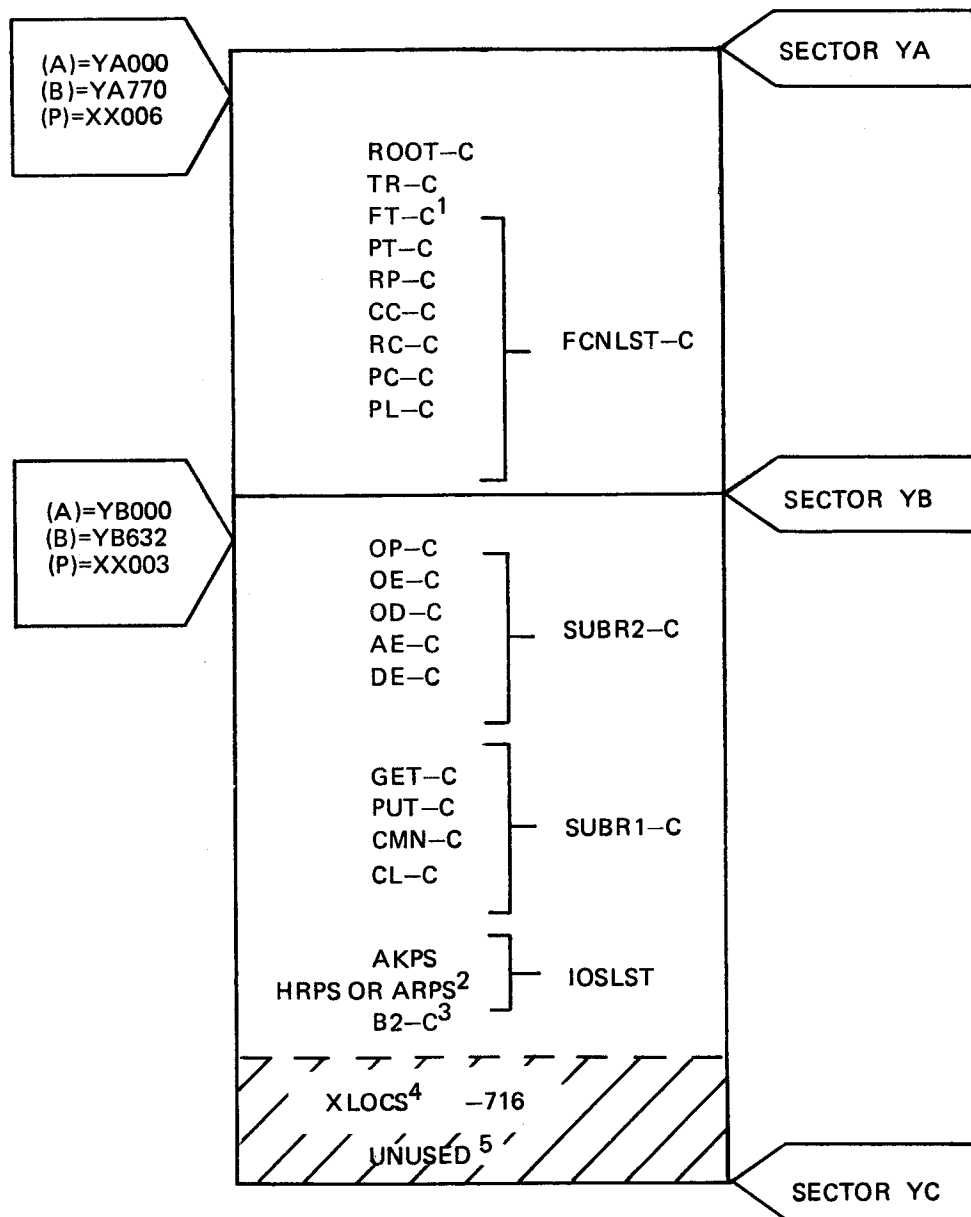 (A)=YA000
(B)=YA770
(P)=XX006
SECTOR YA
ROOT–C
TR–C
FT–C¹
PT–C
RP–C
CC–C
RC–C
PC–C
PL–C
FCNLST–C
(A)=YB000
(B)=YB632
(P)=XX003
SECTOR YB
OP–C
OE–C
OD–C
AE–C
DE–C
SUBR2–C
GET–C
PUT–C
CMN–C
CL–C
SUBR1–C
AKPS
HRPS OR ARPS²
B2–C³
IOSLST
XLOCS⁴ –716
UNUSED⁵
SECTOR YC